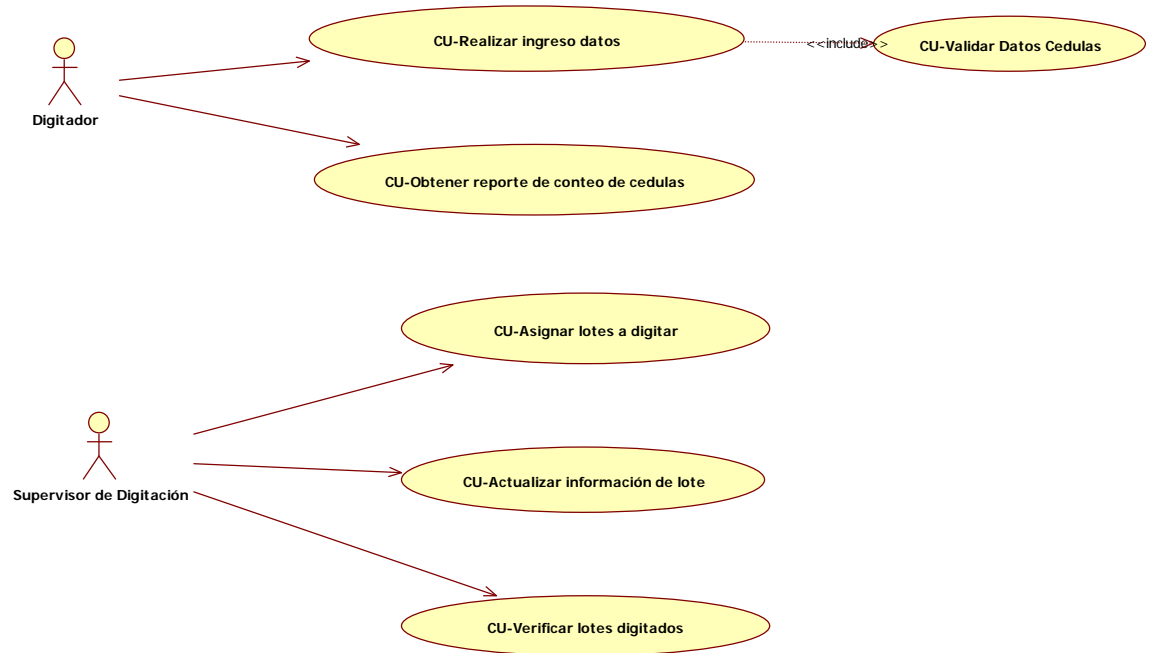 CU-Realizar ingreso datos
<<include>>
CU-Validar Datos Cedulas
Digitador
CU-Obtener reporte de conteo de cedulas
CU-Asignar lotes a digitar
CU-Actualizar información de lote
Supervisor de Digitación
CU-Verificar lotes digitados